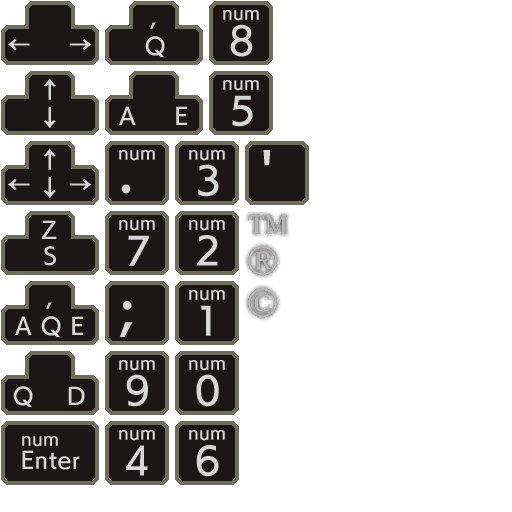 ← →
,
Q
num
8
↑
↓
A E
num
5
↑
← ↓ →
num
.
num
3
'
Z
S
num
7
num
2
™
®
©
,
A Q E
;
num
1
Q D
num
9
num
0
num
Enter
num
4
num
6